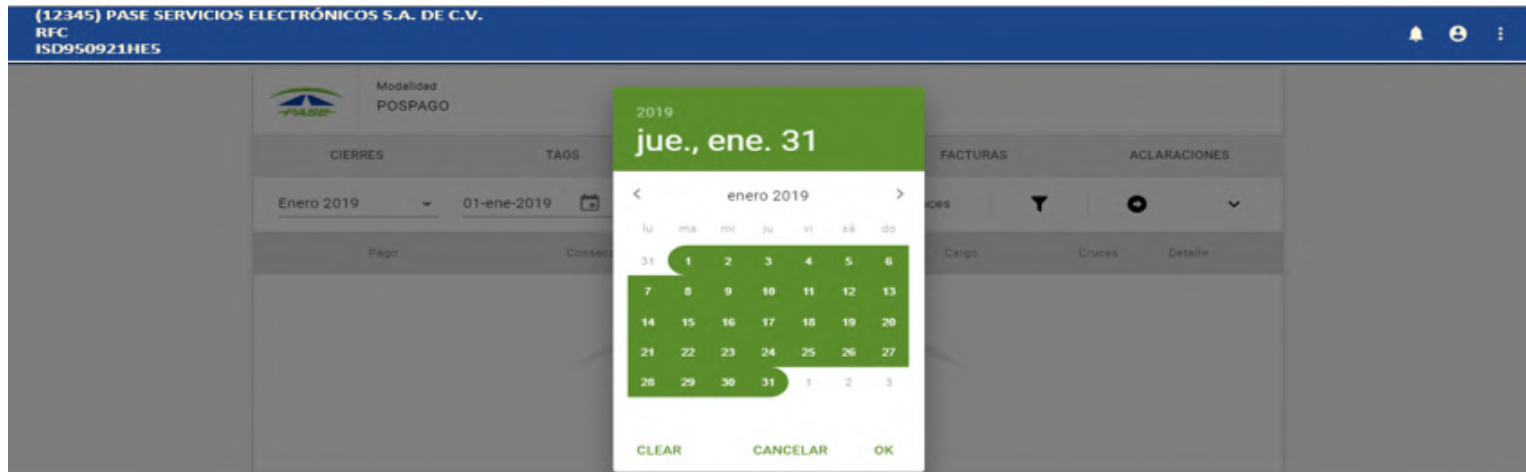 (12345) PASE SERVICIOS ELECTRÓNICOS S.A. DE C.V.
RFC
ISD950921HE5
PASE
Modalidad
POSPAGO
2019
jue., ene. 31
CIERRES TAGS FACTURAS ACLARACIONES
Enero 2019 01-ene-2019
enero 2019
lu ma mi ju vi sá do
Pago Cargo Cruces Detalle
31 1 2 3 4 5 6
7 8 9 10 11 12 13
14 15 16 17 18 19 20
21 22 23 24 25 26 27
28 29 30 31 1 2 3
CLEAR CANCELAR OK